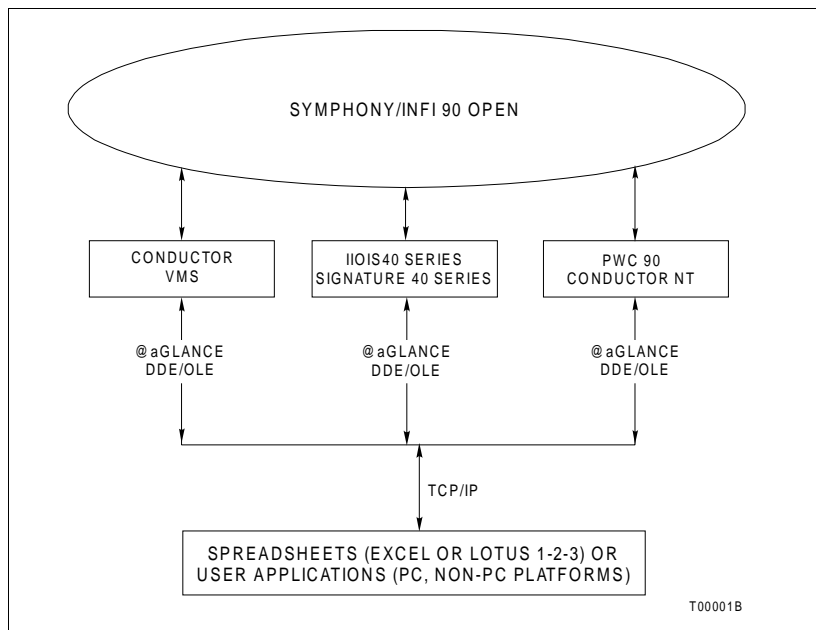 SYMPHONY/INFI 90 OPEN
CONDUCTOR
VMS
IIOIS40 SERIES
SIGNATURE 40 SERIES
PWC 90
CONDUCTOR NT
@aGLANCE
DDE/OLE
@aGLANCE
DDE/OLE
@aGLANCE
DDE/OLE
TCP/IP
SPREADSHEETS (EXCEL OR LOTUS 1-2-3) OR
USER APPLICATIONS (PC, NON-PC PLATFORMS)
T00001B